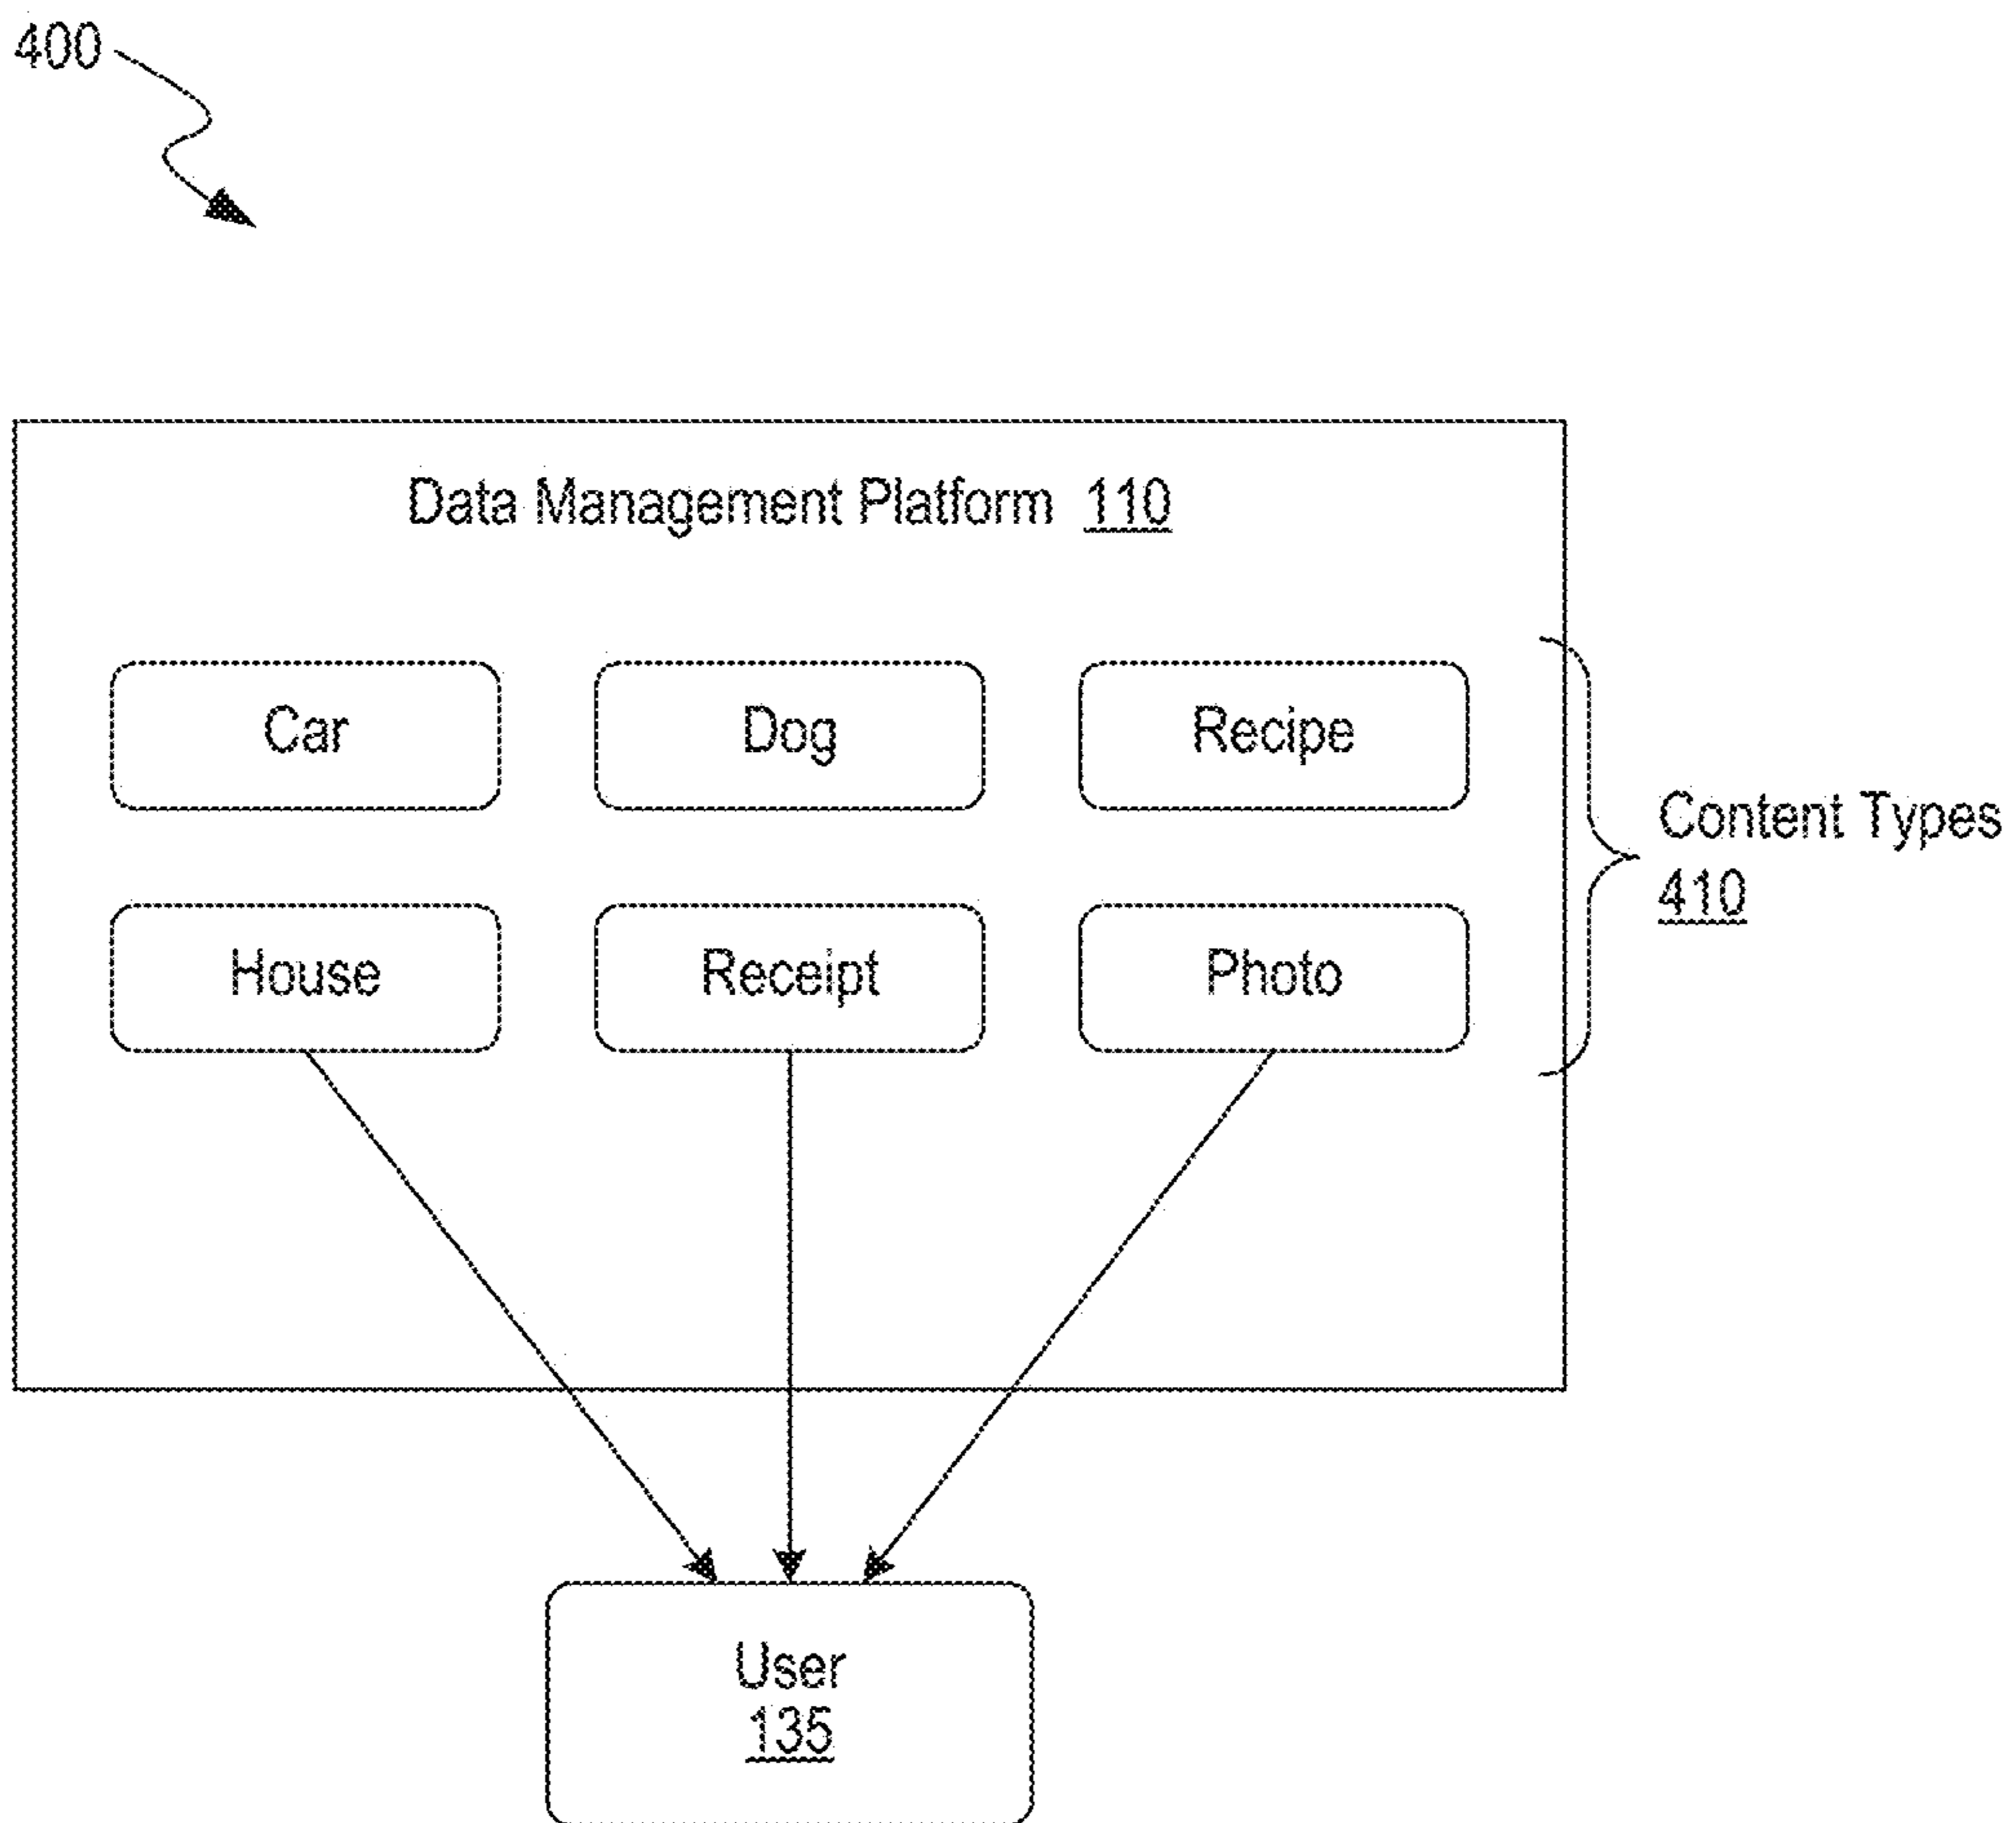 400
Data Management Platform 110
Car
Dog
Recipe
Content Types
410
House
Receipt
Photo
User
135